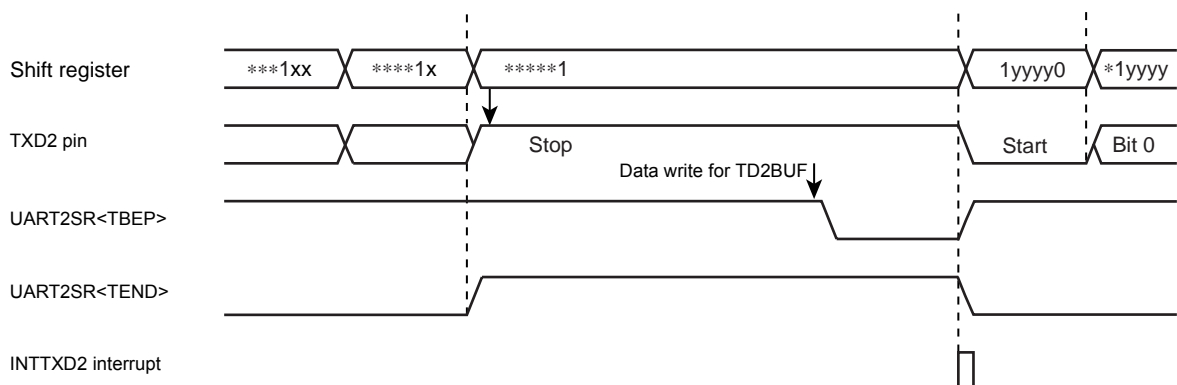 Shift register ***1xx ****1x *****1 1yyyy0 *1yyyy
TXD2 pin Stop Start Bit 0
Data write for TD2BUF
UART2SR<TBEP>
UART2SR<TEND>
INTTXD2 interrupt